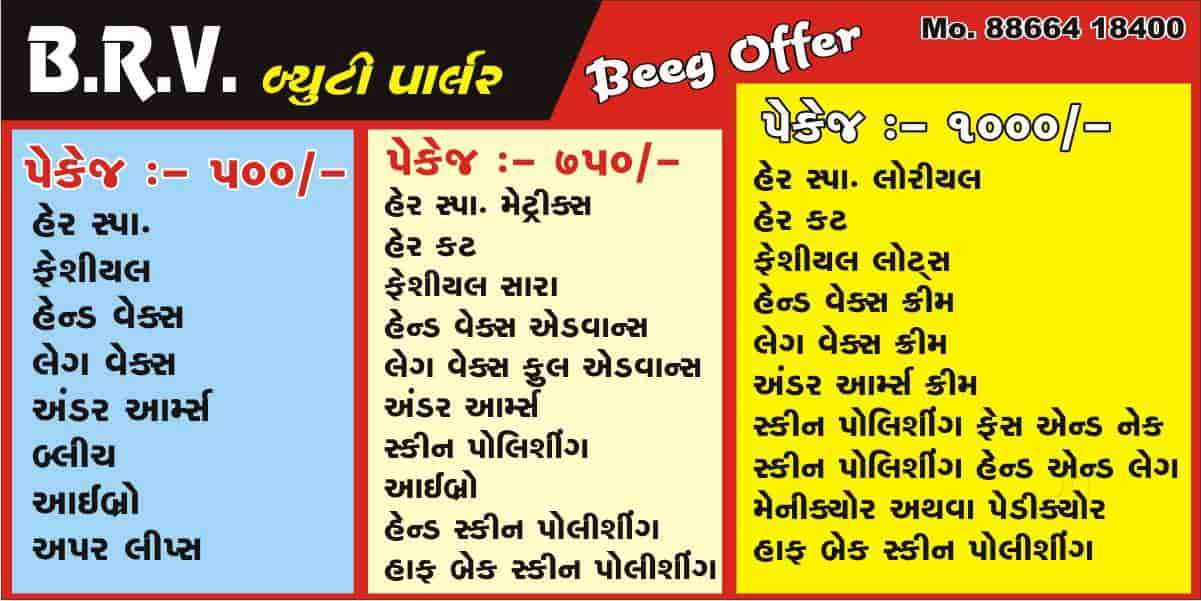 B.R.V. બ્યુટી પાર્લર
Beeg Offer
Mo. 88664 18400
પેકેજ :- ૫૦૦/-
હેર સ્પા.
ફેશીયલ
હેન્ડ વેક્સ
લેગ વેક્સ
અંડર આર્મ્સ
બ્લીચ
આઈબ્રો
અપર લીપ્સ
પેકેજ :- ૭૫૦/-
હેર સ્પા. મેટ્રીક્સ
હેર કટ
ફેશીયલ સારા
હેન્ડ વેક્સ એડવાન્સ
લેગ વેક્સ ફુલ એડવાન્સ
અંડર આર્મ્સ
સ્કીન પોલિશીંગ
આઈબ્રો
હેન્ડ સ્કીન પોલીશીંગ
હાફ બેક સ્કીન પોલીશીંગ
પેકેજ :- ૧૦૦૦/-
હેર સ્પા. લોરીયલ
હેર કટ
ફેશીયલ લોટ્સ
હેન્ડ વેક્સ ક્રીમ
લેગ વેક્સ ક્રીમ
અંડર આર્મ્સ ક્રીમ
સ્કીન પોલિશીંગ ફેસ એન્ડ નેક
સ્કીન પોલિશીંગ હેન્ડ એન્ડ લેગ
મેનીક્યોર અથવા પેડીક્યોર
હાફ બેક સ્કીન પોલીશીંગ